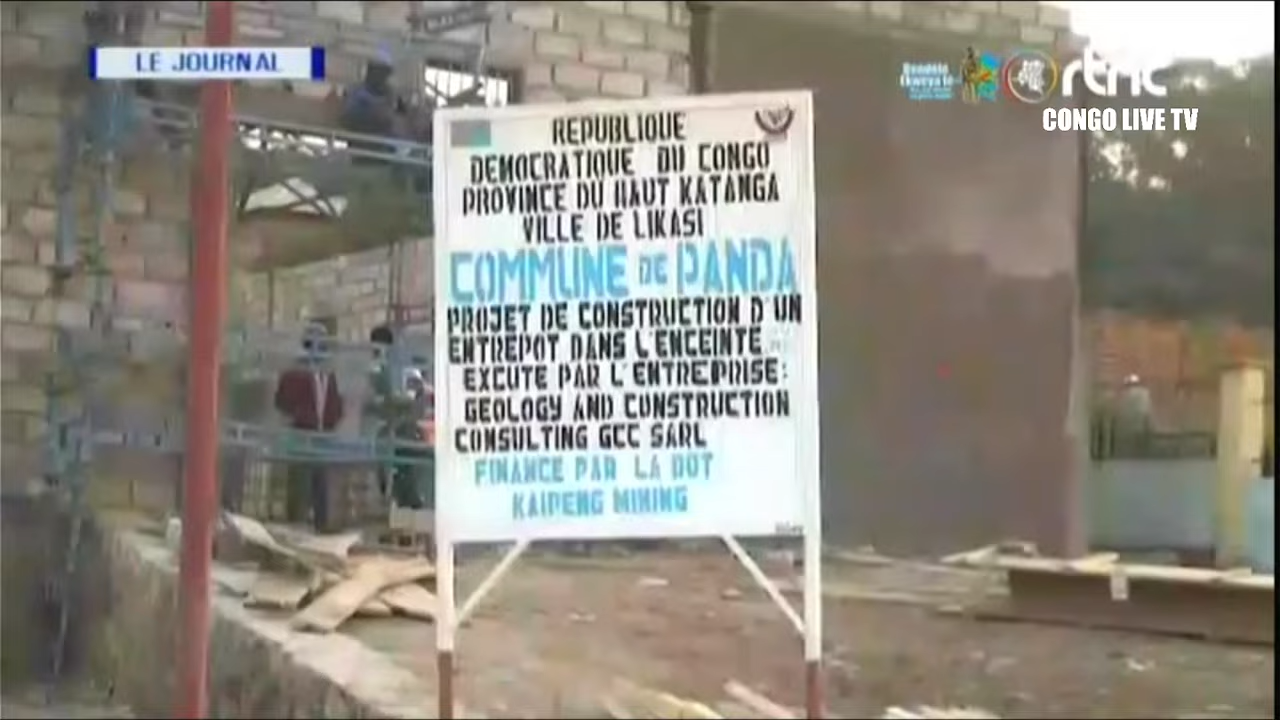 LE JOURNAL
rtnc
CONGO LIVE TV
REPUBLIQUE
DEMOCRATIQUE DU CONGO
PROVINCE DU HAUT KATANGA
VILLE DE LIKASI
COMMUNE DE PANDA
PROJET DE CONSTRUCTION D'UN
ENTREPOT DANS L'ENCEINTE
EXCUTE PAR L'ENTREPRISE:
GEOLOGY AND CONSTRUCTION
CONSULTING GCC SARL
FINANCE PAR LA DOT
KAIPENG MINING